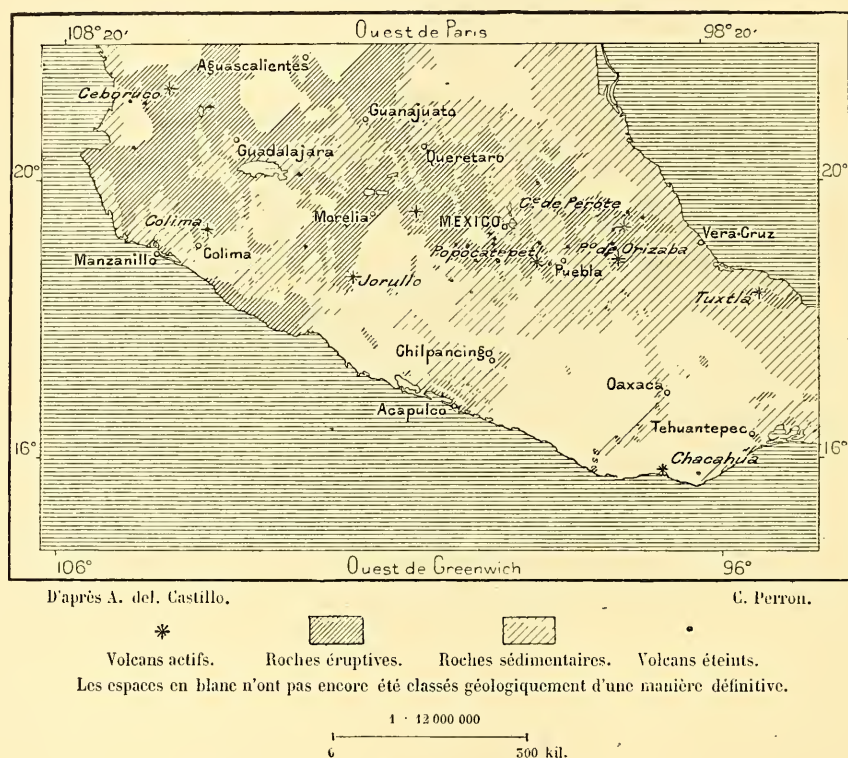 108° 20′ Ouest de Paris 98° 20′
Aguascalientes
Ceboruco
Guanajuato
Guadalajara
Queretaro
20° 20°
Cº de Perote
Colima
Morelia
MEXICO
Vera-Cruz
Manzanillo
Colima
Popocatepetl
Pº de Orizaba
Puebla
Jorullo
Tuxtla
Chilpancingo
Oaxaca
Acapulco
Tehuantepec
16° 16°
Chacahua
106° Ouest de Greenwich 96°
D'après A. del. Castillo. C. Perron.
Volcans actifs. Roches éruptives. Roches sédimentaires. Volcans éteints.
Les espaces en blanc n'ont pas encore été classés géologiquement d'une manière définitive.
1 : 12 000 000
0 300 kil.